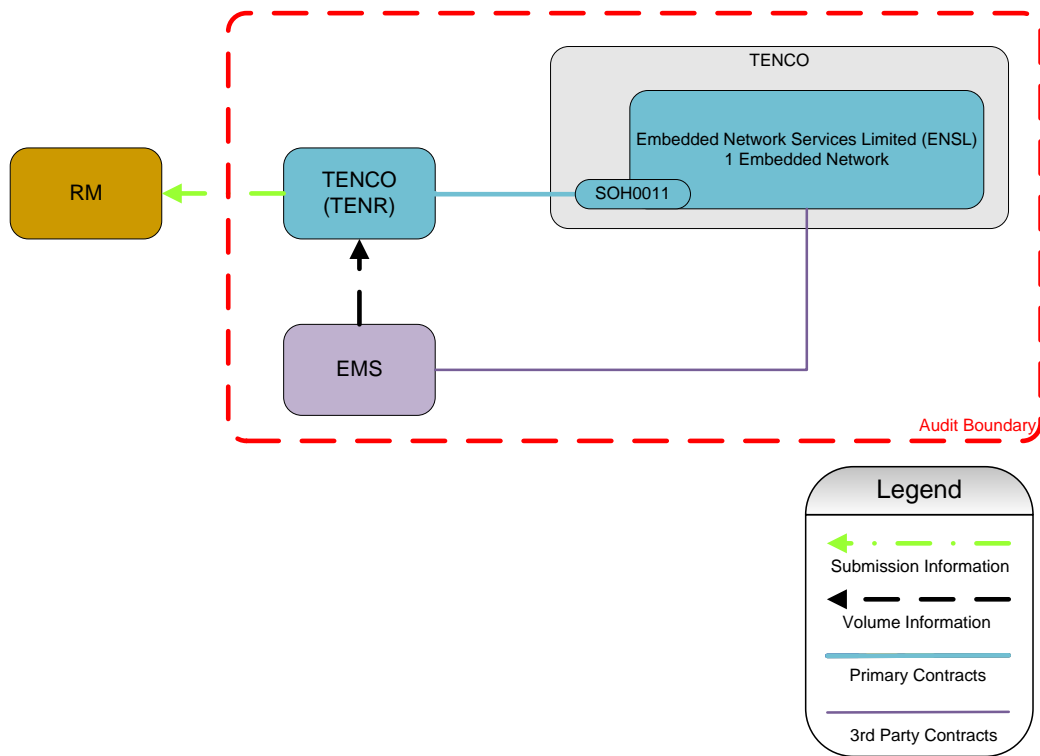 TENCO
Embedded Network Services Limited (ENSL)
1 Embedded Network
SOH0011
RM
TENCO
(TENR)
EMS
Audit Boundary
Legend
Submission Information
Volume Information
Primary Contracts
3rd Party Contracts